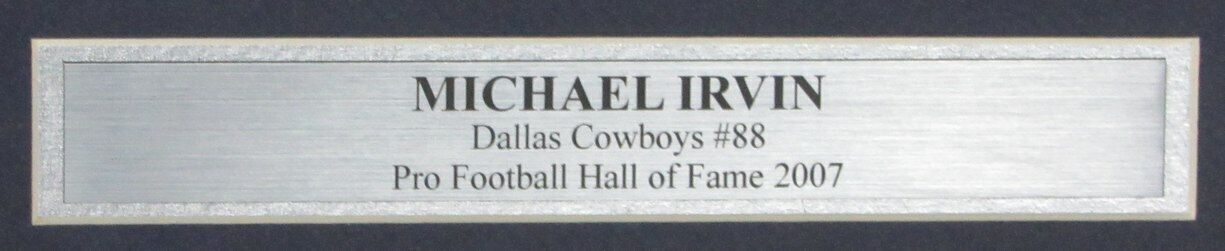 MICHAEL IRVIN
Dallas Cowboys #88
Pro Football Hall of Fame 2007